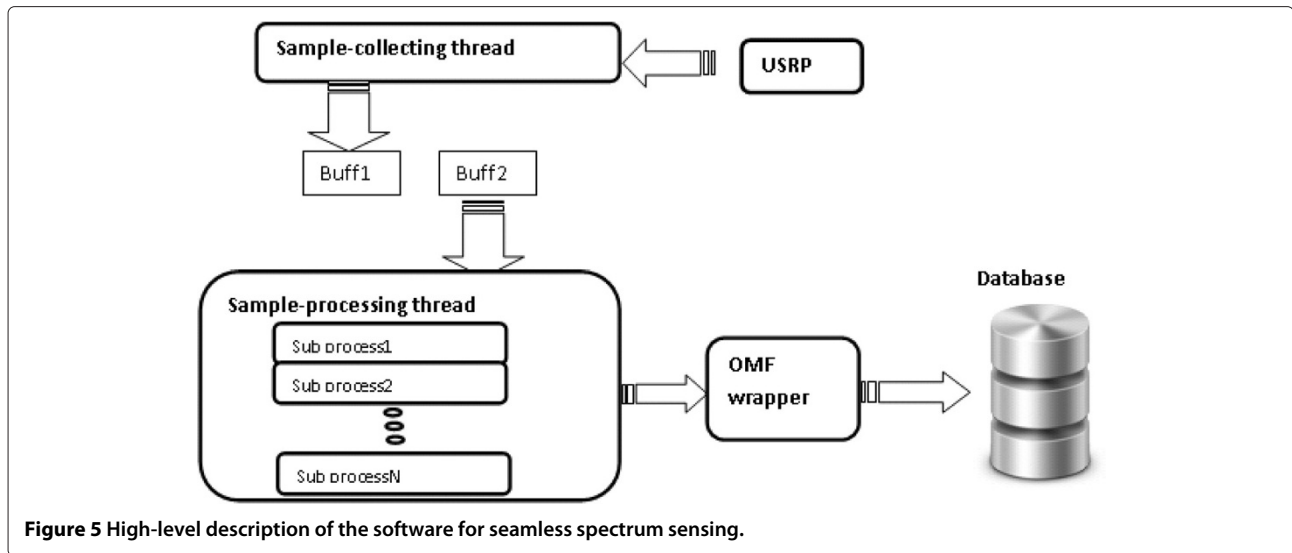 Sample-collecting thread
USRP
Buff1
Buff2
Sample-processing thread
Sub process1
Sub process2
Sub processN
OMF
wrapper
Database
Figure 5 High-level description of the software for seamless spectrum sensing.